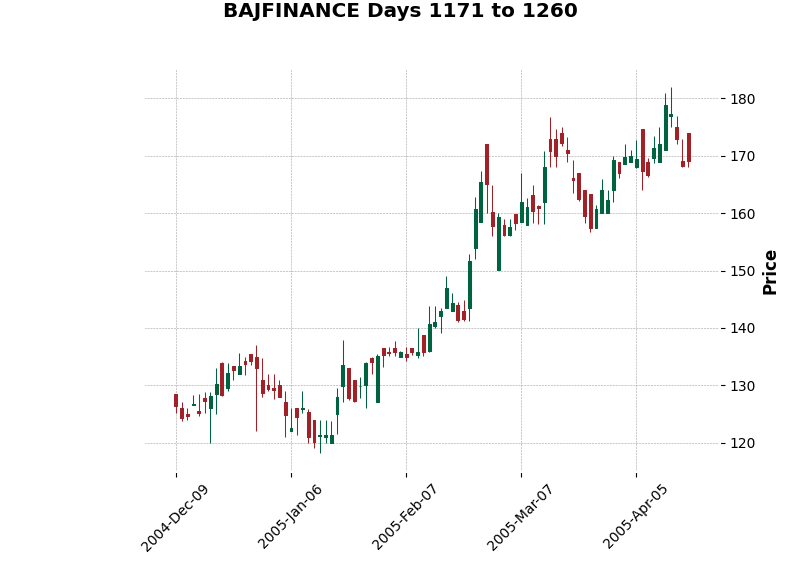 BAJFINANCE Days 1171 to 1260
180
170
160
150
140
130
120
Price
2004-Dec-09
2005-Jan-06
2005-Feb-07
2005-Mar-07
2005-Apr-05